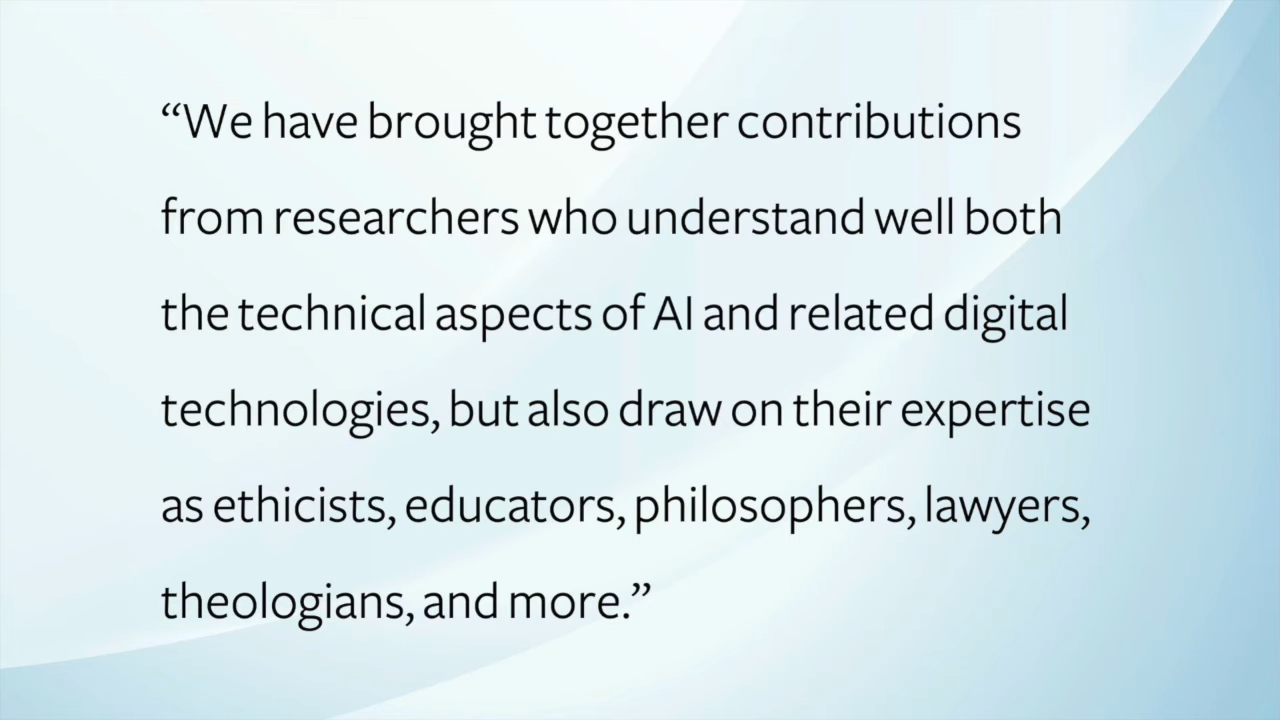 “We have brought together contributions
from researchers who understand well both
the technical aspects of AI and related digital
technologies, but also draw on their expertise
as ethicists, educators, philosophers, lawyers,
theologians, and more.”